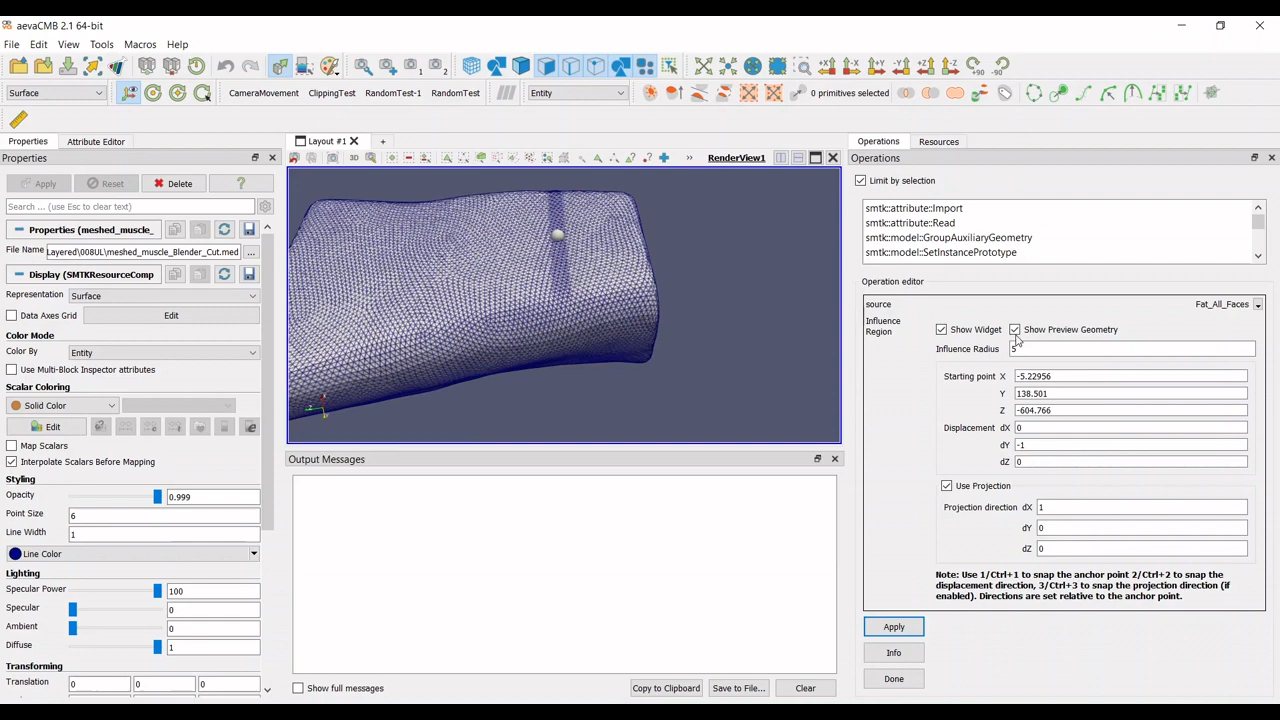 aevaCMB 2.1 64-bit
File Edit View Tools Macros Help
Surface CameraMovement ClippingTest RandomTest-1 RandomTest Entity 0 primitives selected
Properties Attribute Editor Layout #1 Operations Resources
Properties 3D RenderView1 Operations
Apply Reset Delete ? Limit by selection
Search ... (use Esc to clear text)
Properties (meshed_muscle_
File Name Layered\008UL\meshed_muscle_Blender_Cut.med ...
Display (SMTKResourceComp
Representation Surface
Data Axes Grid Edit
Color Mode
Color By Entity
Use Multi-Block Inspector attributes
Scalar Coloring
Solid Color
Edit
Map Scalars
Interpolate Scalars Before Mapping
Styling
Opacity 0.999
Point Size 6
Line Width 1
Line Color
Lighting
Specular Power 100
Specular 0
Ambient 0
Diffuse 1
Transforming
Translation 0 0 0
Output Messages
Show full messages Copy to Clipboard Save to File... Clear
smtk::attribute::Import
smtk::attribute::Read
smtk::model::GroupAuxiliaryGeometry
smtk::model::SetInstancePrototype
Operation editor
source Fat_All_Faces
Influence Region
Show Widget Show Preview Geometry
Influence Radius 5
Starting point X -5.22956
Y 138.501
Z -604.766
Displacement dX 0
dY -1
dZ 0
Use Projection
Projection direction dX 1
dY 0
dZ 0
Note: Use 1/Ctrl+1 to snap the anchor point 2/Ctrl+2 to snap the
displacement direction, 3/Ctrl+3 to snap the projection direction (if
enabled). Directions are set relative to the anchor point.
Apply
Info
Done